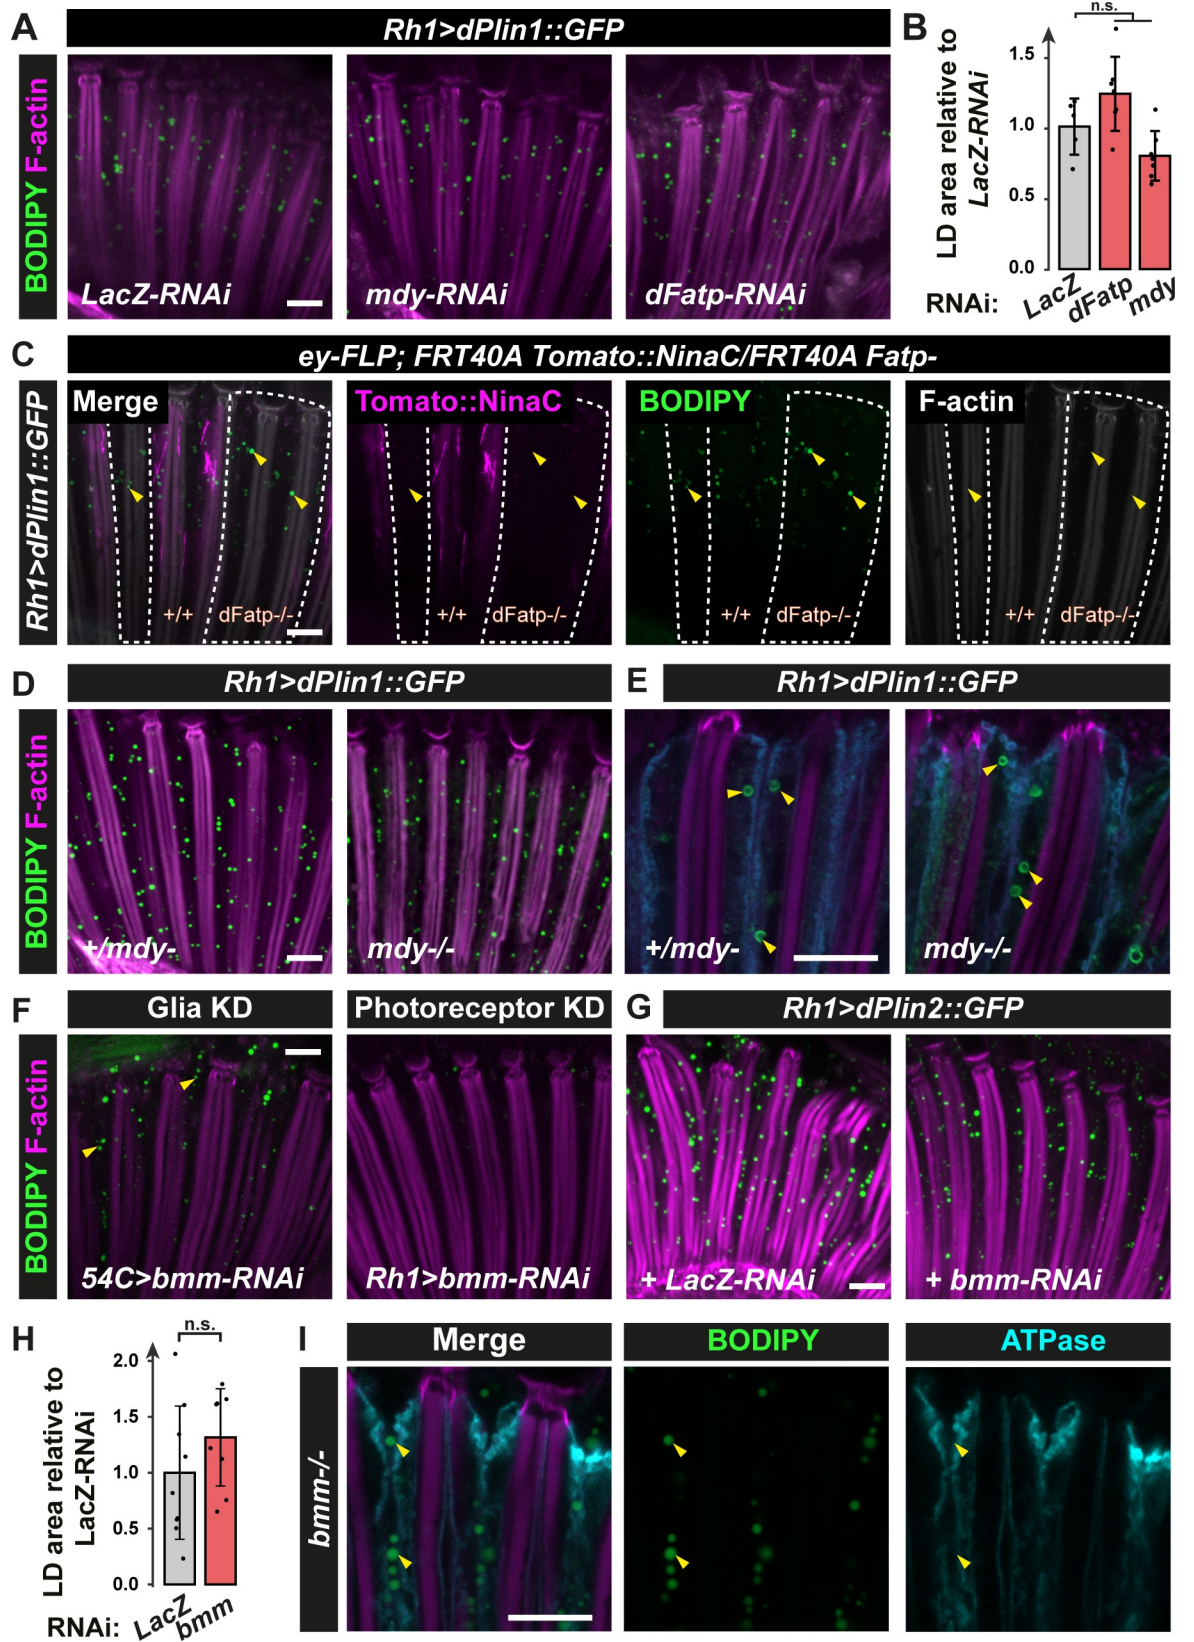 A
Rh1>dPlin1::GFP
BODIPY F-actin
LacZ-RNAi
mdy-RNAi
dFatp-RNAi
B
n.s.
LD area relative to
LacZ-RNAi
1.5
1.0
0.5
0.0
RNAi:
LacZ
dFatp
mdy
C
ey-FLP; FRT40A Tomato::NinaC/FRT40A Fatp-
Rh1>dPlin1::GFP
Merge
Tomato::NinaC
BODIPY
F-actin
+/+
dFatp-/-
+/+
dFatp-/-
+/+
dFatp-/-
+/+
dFatp-/-
D
Rh1>dPlin1::GFP
BODIPY F-actin
+/mdy-
mdy-/-
E
Rh1>dPlin1::GFP
+/mdy-
mdy-/-
F
Glia KD
Photoreceptor KD
BODIPY F-actin
54C>bmm-RNAi
Rh1>bmm-RNAi
G
Rh1>dPlin2::GFP
+ LacZ-RNAi
+ bmm-RNAi
H
n.s.
LD area relative to
LacZ-RNAi
2.0
1.5
1.0
0.5
0.0
RNAi:
LacZ
bmm
I
Merge
BODIPY
ATPase
bmm-/-